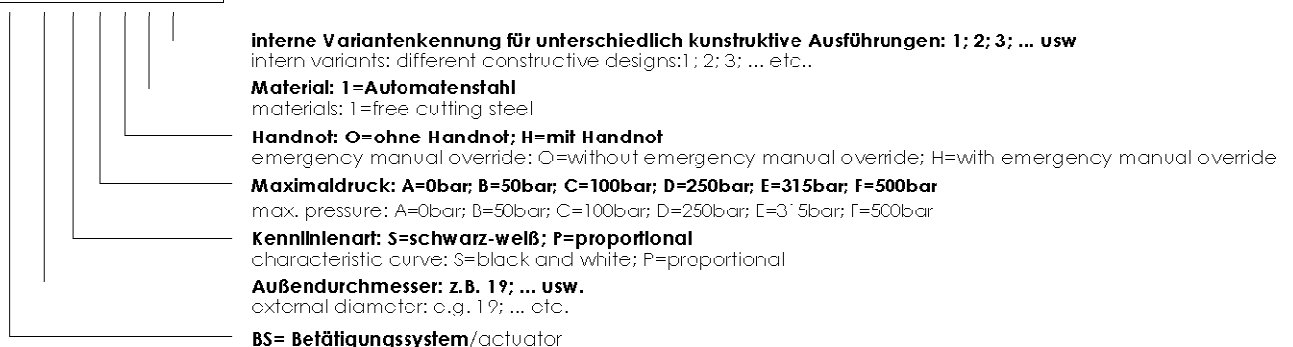 interne Variantenkennung für unterschiedlich kunstruktive Ausführungen: 1; 2; 3; ... usw
intern variants: different constructive designs:1; 2; 3; ... etc..
Material: 1=Automatenstahl
materials: 1=free cutting steel
Handnot: O=ohne Handnot; H=mit Handnot
emergency manual override: O=without emergency manual override; H=with emergency manual override
Maximaldruck: A=0bar; B=50bar; C=100bar; D=250bar; E=315bar; F=500bar
max. pressure: A=0bar; B=50bar; C=100bar; D=250bar; E=315bar; F=500bar
Kennlinienart: S=schwarz-weiß; P=proportional
characteristic curve: S=black and white; P=proportional
Außendurchmesser: z.B. 19; ... usw.
external diameter: e.g. 19; ... etc.
BS= Betätigungssystem/actuator